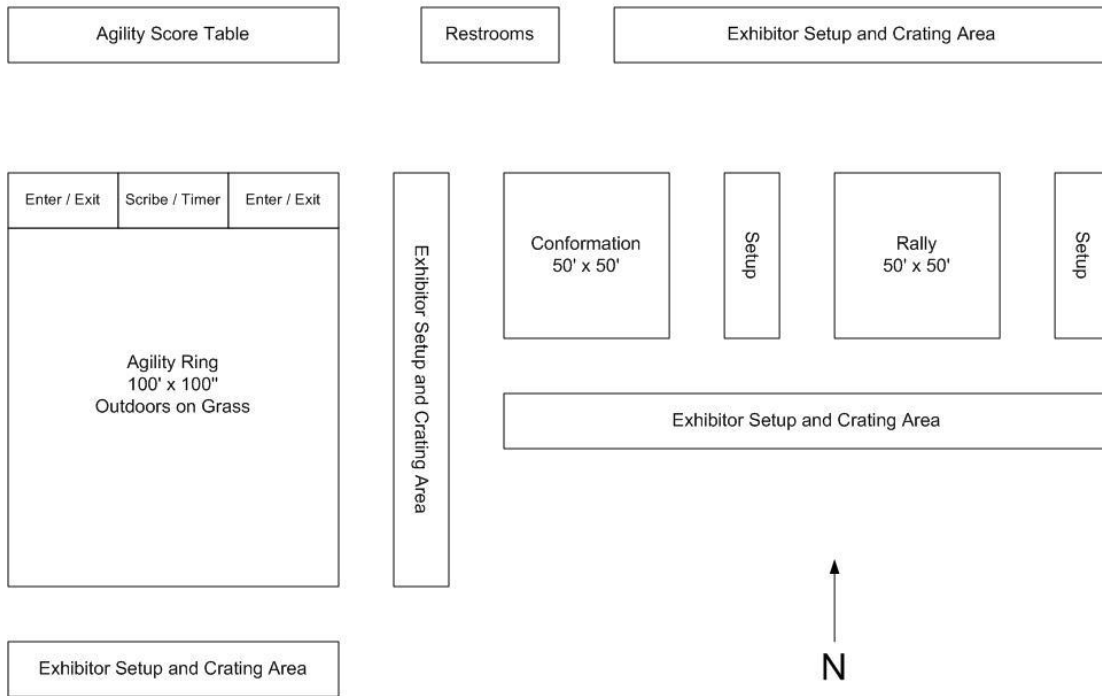 Agility Score Table
Restrooms
Exhibitor Setup and Crating Area
Enter / Exit
Scribe / Timer
Enter / Exit
Exhibitor Setup and Crating Area
Conformation
50' x 50'
Setup
Rally
50' x 50'
Setup
Agility Ring
100' x 100"
Outdoors on Grass
Exhibitor Setup and Crating Area
Exhibitor Setup and Crating Area
N